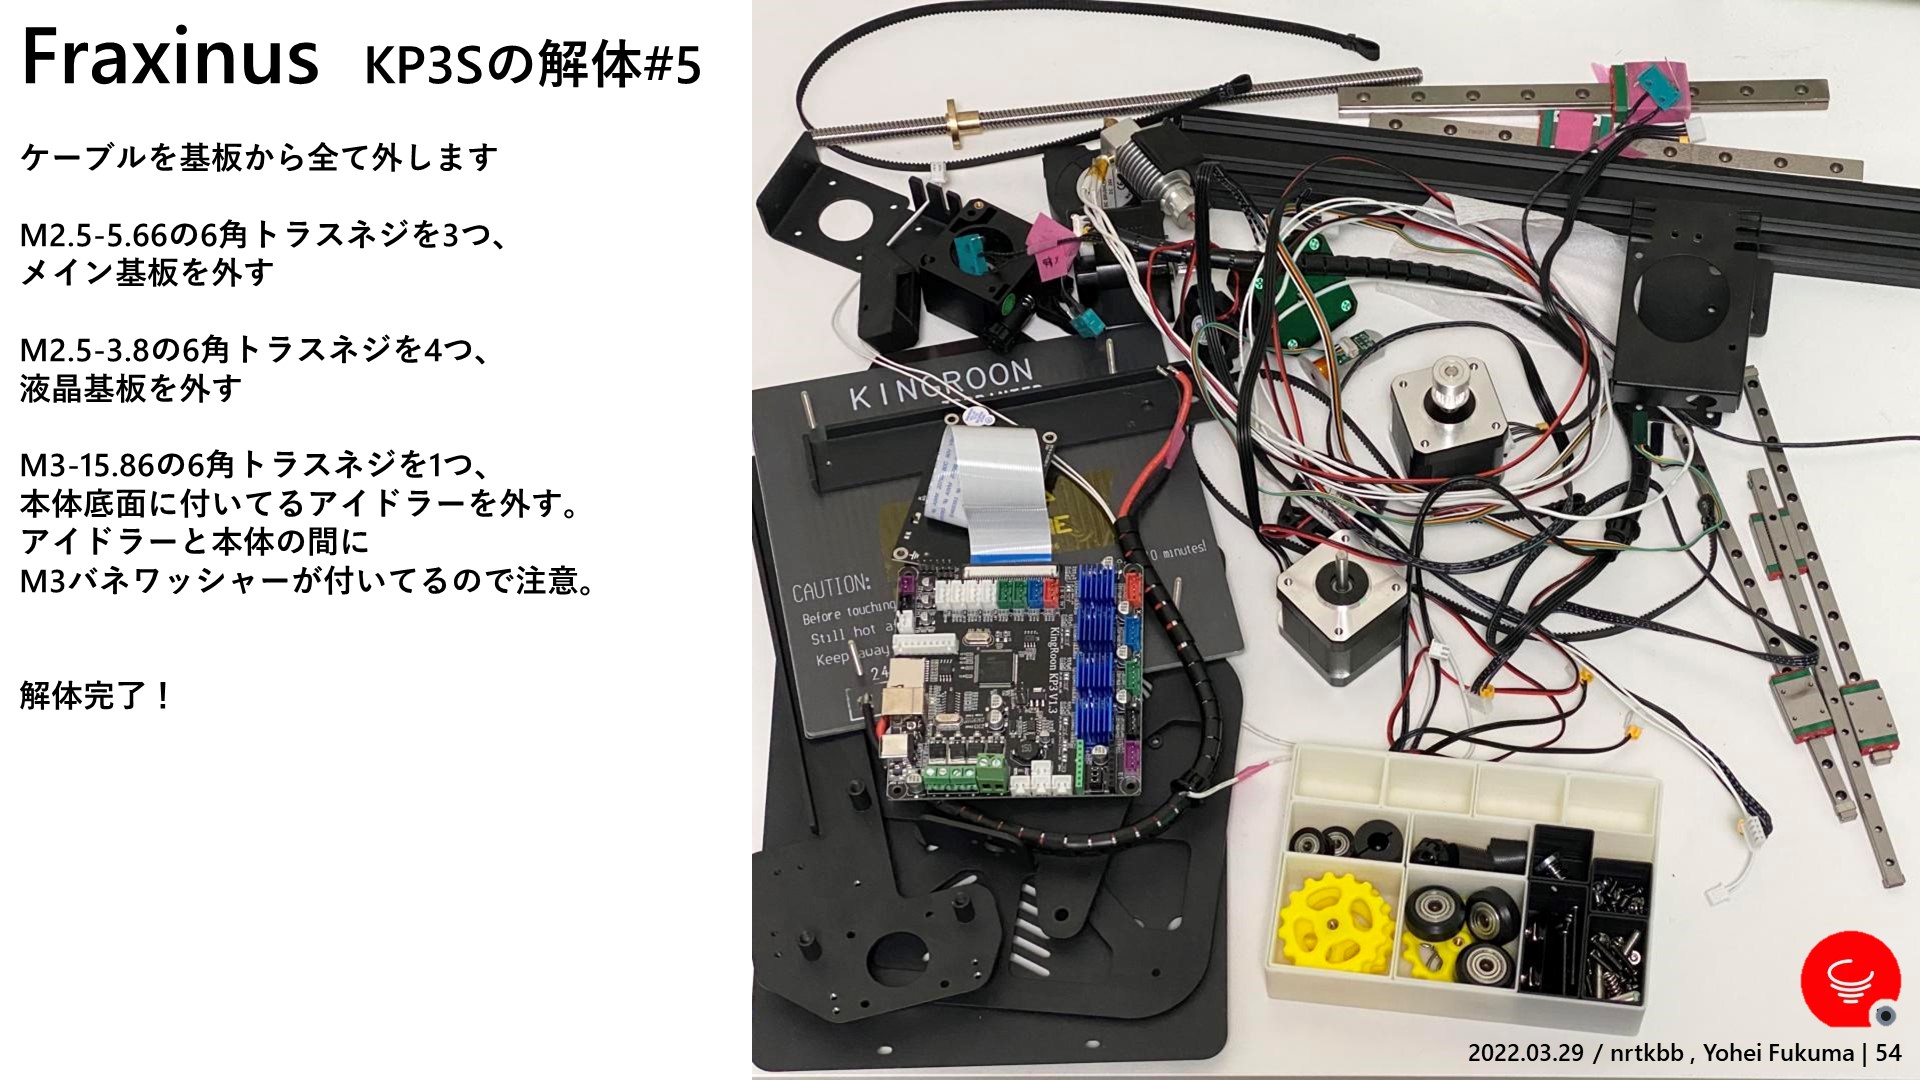 Fraxinus KP3Sの解体#5
ケーブルを基板から全て外します
M2.5-5.66の6角トラスネジを3つ、
メイン基板を外す
M2.5-3.8の6角トラスネジを4つ、
液晶基板を外す
M3-15.86の6角トラスネジを1つ、
本体底面に付いてるアイドラーを外す。
アイドラーと本体の間に
M3バネワッシャーが付いてるので注意。
解体完了！
KINGROON
CAUTION:
Before touching
Still hot
Keep away
24
0 minutes!
KingRoon KP3 V1.3
2022.03.29 / nrtkbb , Yohei Fukuma | 54